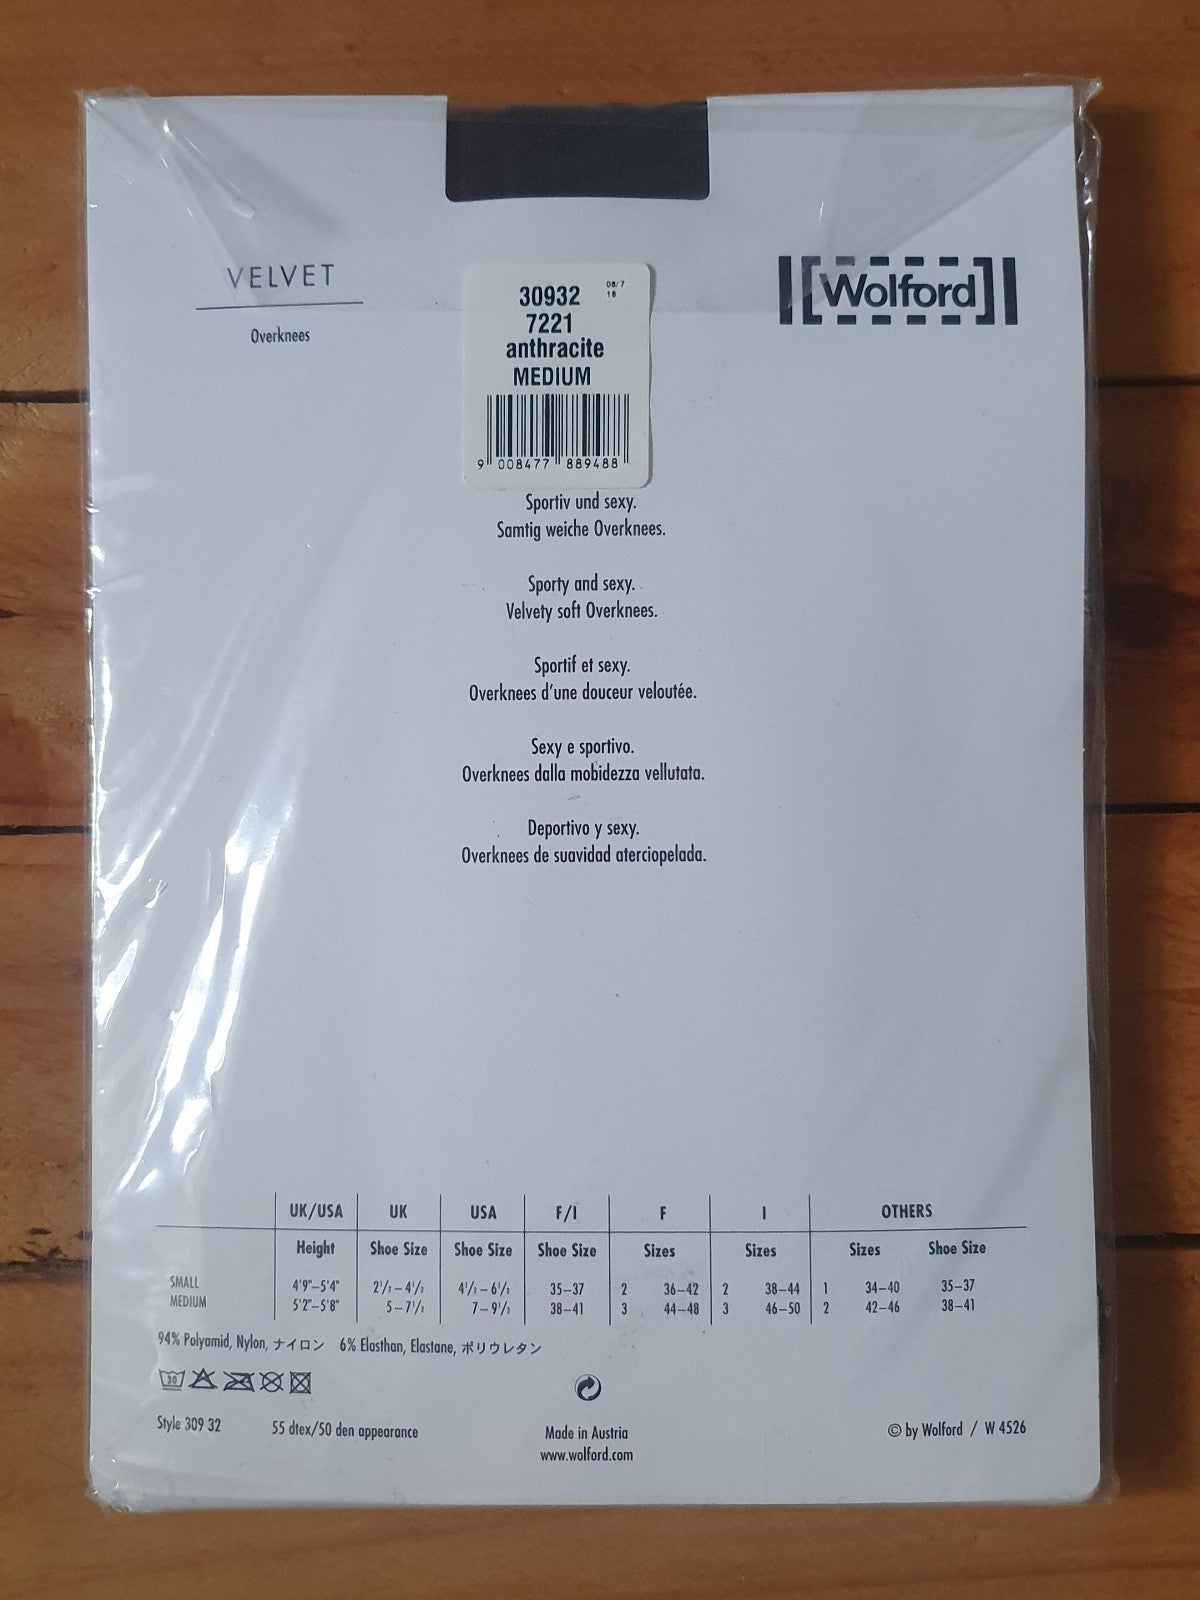 VELVET
Overknees
30932
06/7
18
7221
anthracite
MEDIUM
9 008477 889488
Wolford
Sportiv und sexy.
Samtig weiche Overknees.
Sporty and sexy.
Velvety soft Overknees.
Sportif et sexy.
Overknees d'une douceur veloutée.
Sexy e sportivo.
Overknees dalla mobidezza vellutata.
Deportivo y sexy.
Overknees de suavidad aterciopelada.
UK/USA UK USA F/I F I OTHERS
Height Shoe Size Shoe Size Shoe Size Sizes Sizes Sizes Shoe Size
SMALL 4'9"–5'4" 2½–4½ 4½–6½ 35–37 2 36–42 2 38–44 1 34–40 35–37
MEDIUM 5'2"–5'8" 5–7½ 7–9½ 38–41 3 44–48 3 46–50 2 42–46 38–41
94% Polyamid, Nylon, ナイロン 6% Elasthan, Elastane, ポリウレタン
30
Style 309 32 55 dtex/50 den appearance Made in Austria © by Wolford / W 4526
www.wolford.com